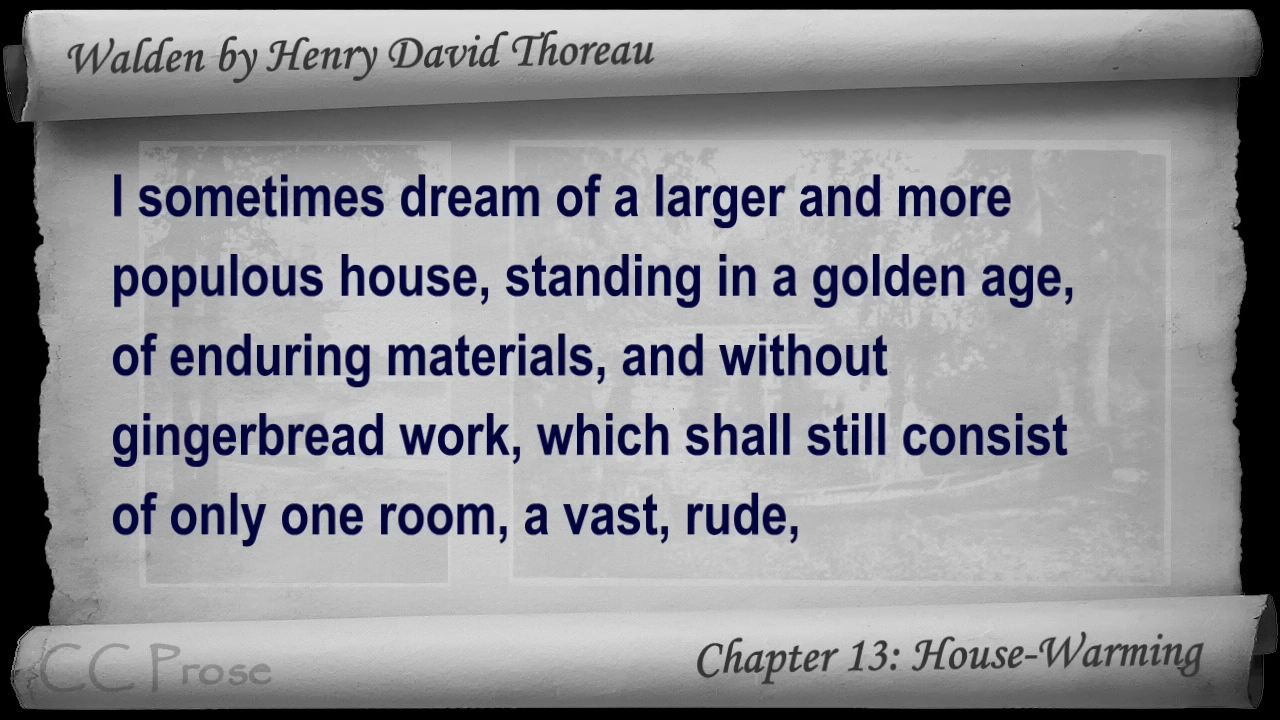 Walden by Henry David Thoreau
I sometimes dream of a larger and more
populous house, standing in a golden age,
of enduring materials, and without
gingerbread work, which shall still consist
of only one room, a vast, rude,
CC Prose
Chapter 13: House-Warming